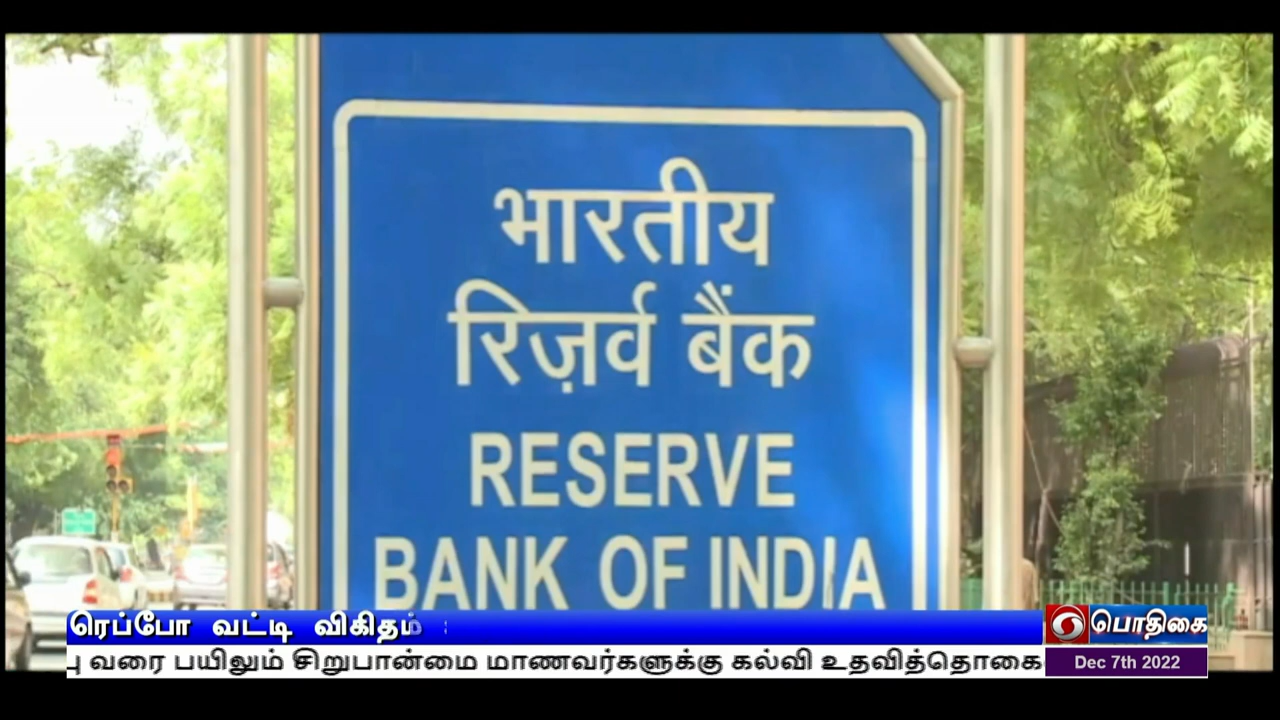 भारतीय
रिज़र्व बैंक
RESERVE
BANK OF INDIA
ரெப்போ வட்டி விகிதம்
பொதிகை
வரை பயிலும் சிறுபான்மை மாணவர்களுக்கு கல்வி உதவித்தொகை
Dec 7th 2022